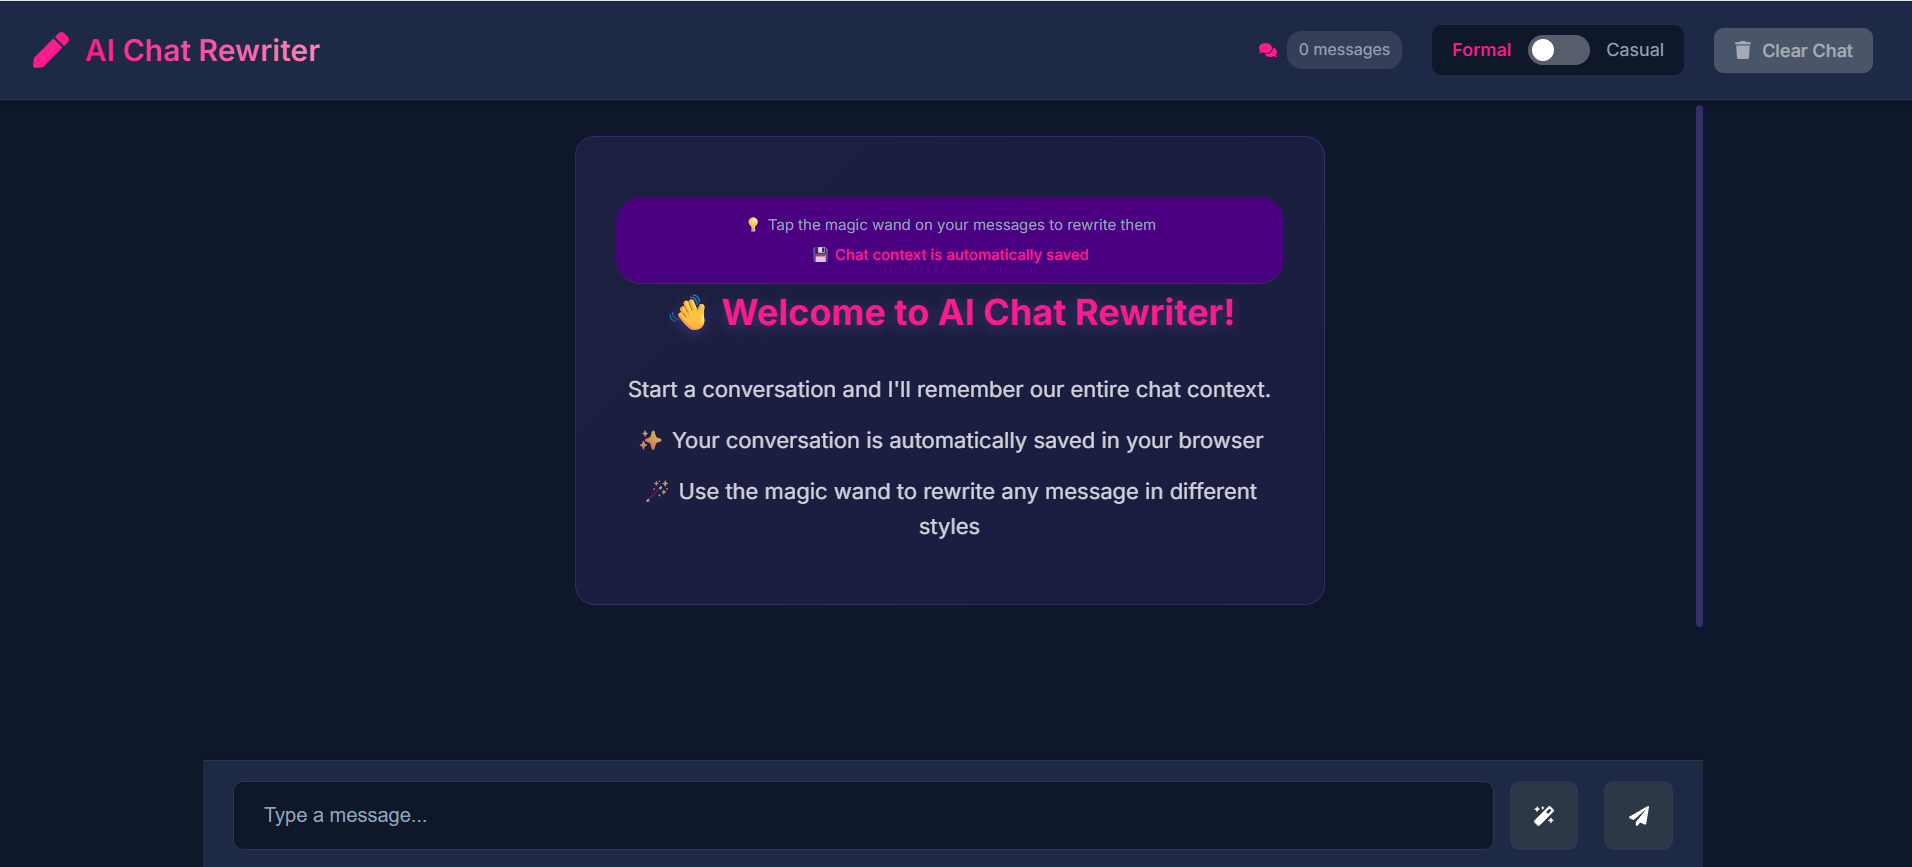 AI Chat Rewriter
0 messages
Formal
Casual
Clear Chat
Tap the magic wand on your messages to rewrite them
Chat context is automatically saved
Welcome to AI Chat Rewriter!
Start a conversation and I'll remember our entire chat context.
Your conversation is automatically saved in your browser
Use the magic wand to rewrite any message in different
styles
Type a message...